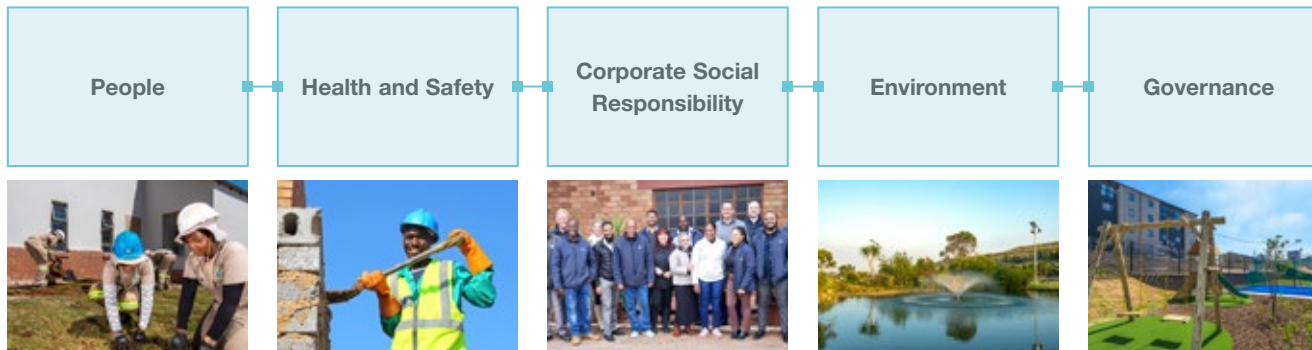 People
Health and Safety
Corporate Social
Responsibility
Environment
Governance